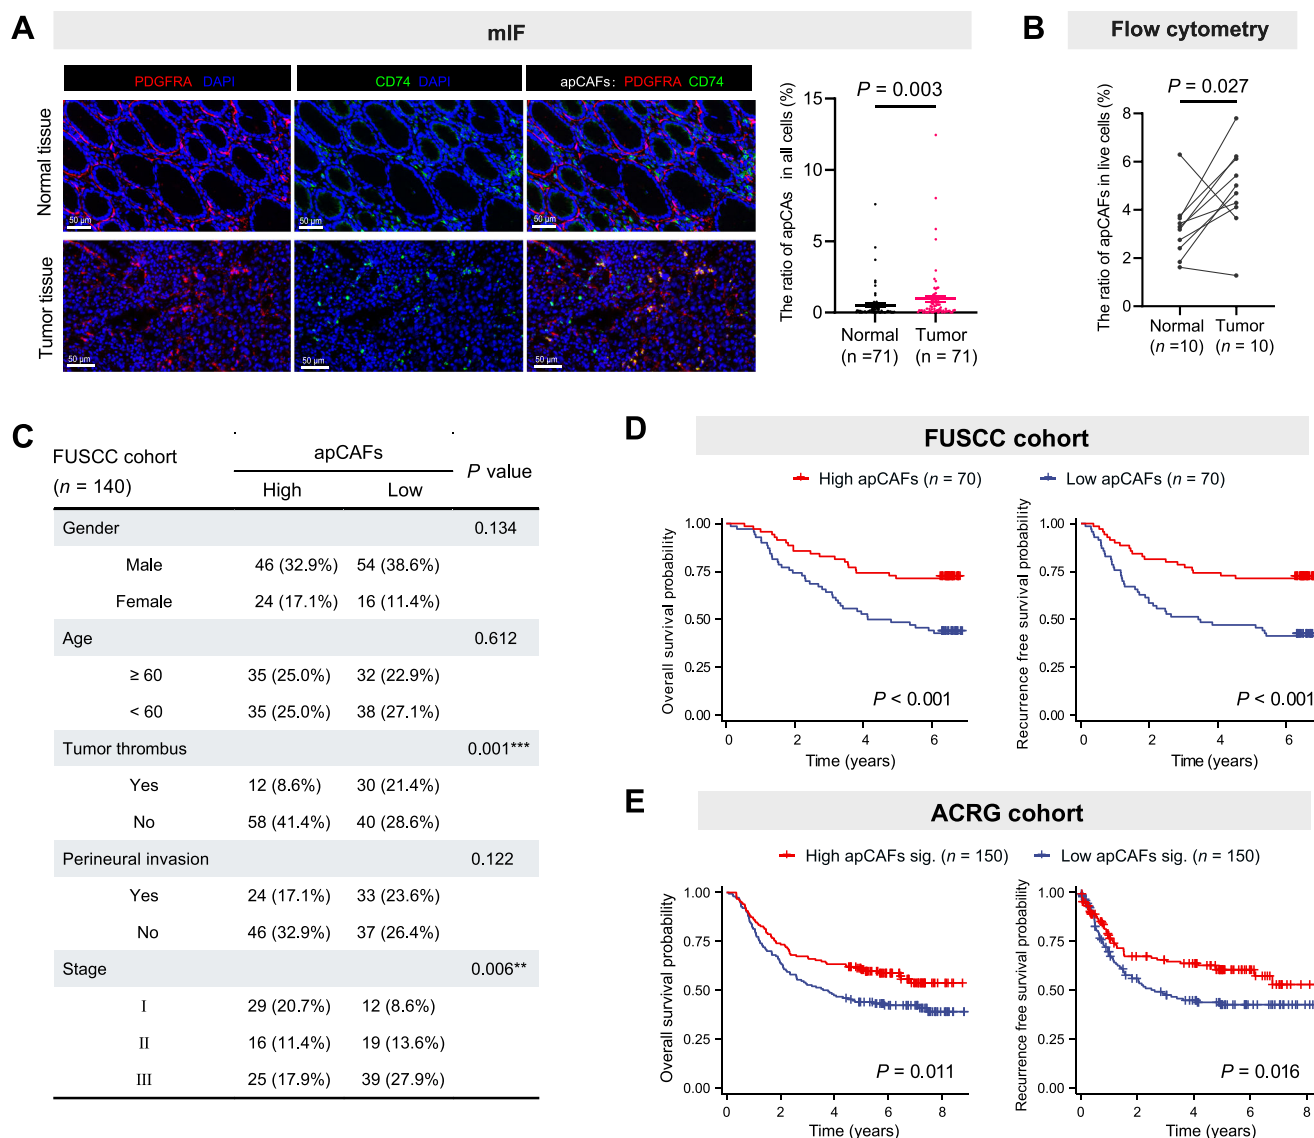 A
mIF
PDGFRA DAPI
CD74 DAPI
apCAFs: PDGFRA CD74
Normal tissue
Tumor tissue
50 µm
50 µm
50 µm
50 µm
50 µm
50 µm
The ratio of apCAs in all cells (%)
P = 0.003
15
10
5
0
Normal
(n =71)
Tumor
(n = 71)
B
Flow cytometry
The ratio of apCAFs in live cells (%)
P = 0.027
8
6
4
2
0
Normal
(n =10)
Tumor
(n = 10)
C
FUSCC cohort
(n = 140)
apCAFs
P value
High Low
Gender 0.134
Male 46 (32.9%) 54 (38.6%)
Female 24 (17.1%) 16 (11.4%)
Age 0.612
≥ 60 35 (25.0%) 32 (22.9%)
< 60 35 (25.0%) 38 (27.1%)
Tumor thrombus 0.001***
Yes 12 (8.6%) 30 (21.4%)
No 58 (41.4%) 40 (28.6%)
Perineural invasion 0.122
Yes 24 (17.1%) 33 (23.6%)
No 46 (32.9%) 37 (26.4%)
Stage 0.006**
I 29 (20.7%) 12 (8.6%)
II 16 (11.4%) 19 (13.6%)
III 25 (17.9%) 39 (27.9%)
D
FUSCC cohort
High apCAFs (n = 70) Low apCAFs (n = 70)
Overall survival probability
1.00
0.75
0.50
0.25
0.00
P < 0.001
0 2 4 6
Time (years)
Recurrence free survival probability
1.00
0.75
0.50
0.25
0.00
P < 0.001
0 2 4 6
Time (years)
E
ACRG cohort
High apCAFs sig. (n = 150) Low apCAFs sig. (n = 150)
Overall survival probability
1.00
0.75
0.50
0.25
0.00
P = 0.011
0 2 4 6 8
Time (years)
Recurrence free survival probability
1.00
0.75
0.50
0.25
0.00
P = 0.016
0 2 4 6 8
Time (years)